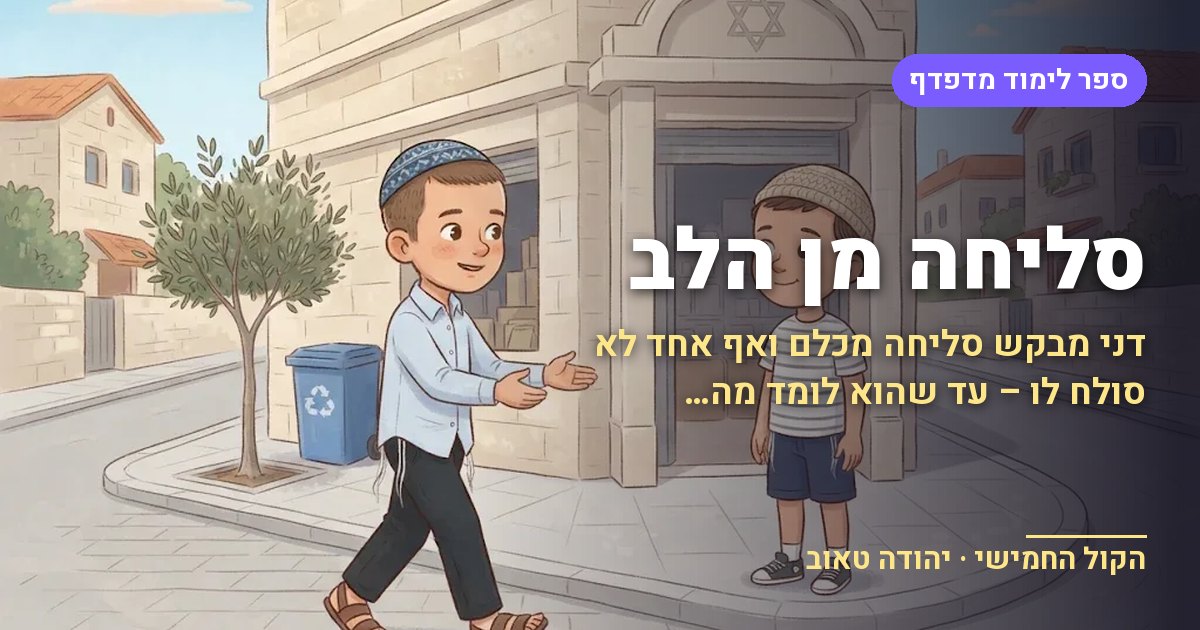 ספר לימוד מדפדף
סליחה מן הלב
דני מבקש סליחה מכלם ואף אחד לא
סולח לו – עד שהוא לומד מה...
הקול החמישי · יהודה טאוב